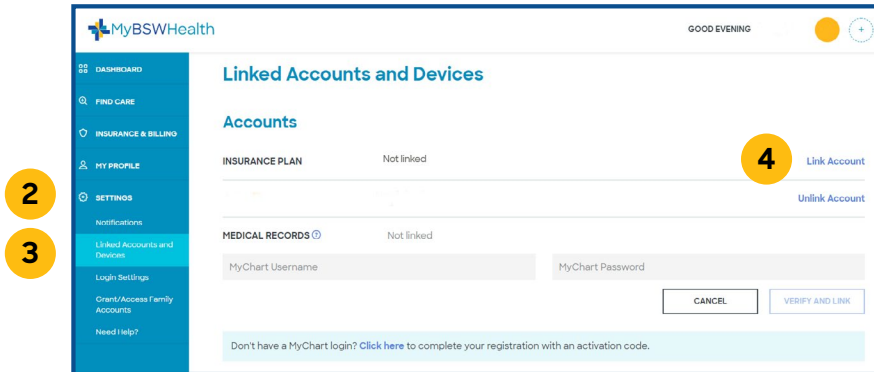 MyBSWHealth
GOOD EVENING
+
DASHBOARD
FIND CARE
INSURANCE & BILLING
MY PROFILE
2
SETTINGS
Notifications
3
Linked Accounts and
Devices
Login Settings
Grant/Access Family
Accounts
Need Help?
Linked Accounts and Devices
Accounts
INSURANCE PLAN Not linked 4 Link Account
Unlink Account
MEDICAL RECORDS ? Not linked
MyChart Username MyChart Password
CANCEL VERIFY AND LINK
Don't have a MyChart login? Click here to complete your registration with an activation code.